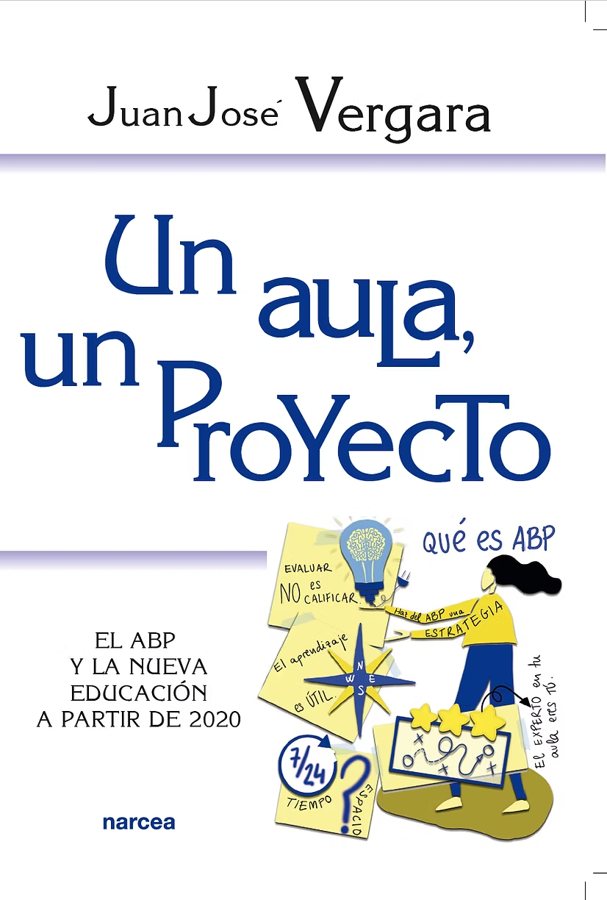 Juan José Vergara
Un aula,
un Proyecto
Qué es ABP
EVALUAR
NO es
CALIFICAR
Haz del ABP una
ESTRATEGIA
El aprendizaje
es ÚTIL
N
W E
S
EL EXPERTO en tu
aula eres TÚ.
7/24
TIEMPO
?
ESPACIO
EL ABP
Y LA NUEVA
EDUCACIÓN
A PARTIR DE 2020
narcea